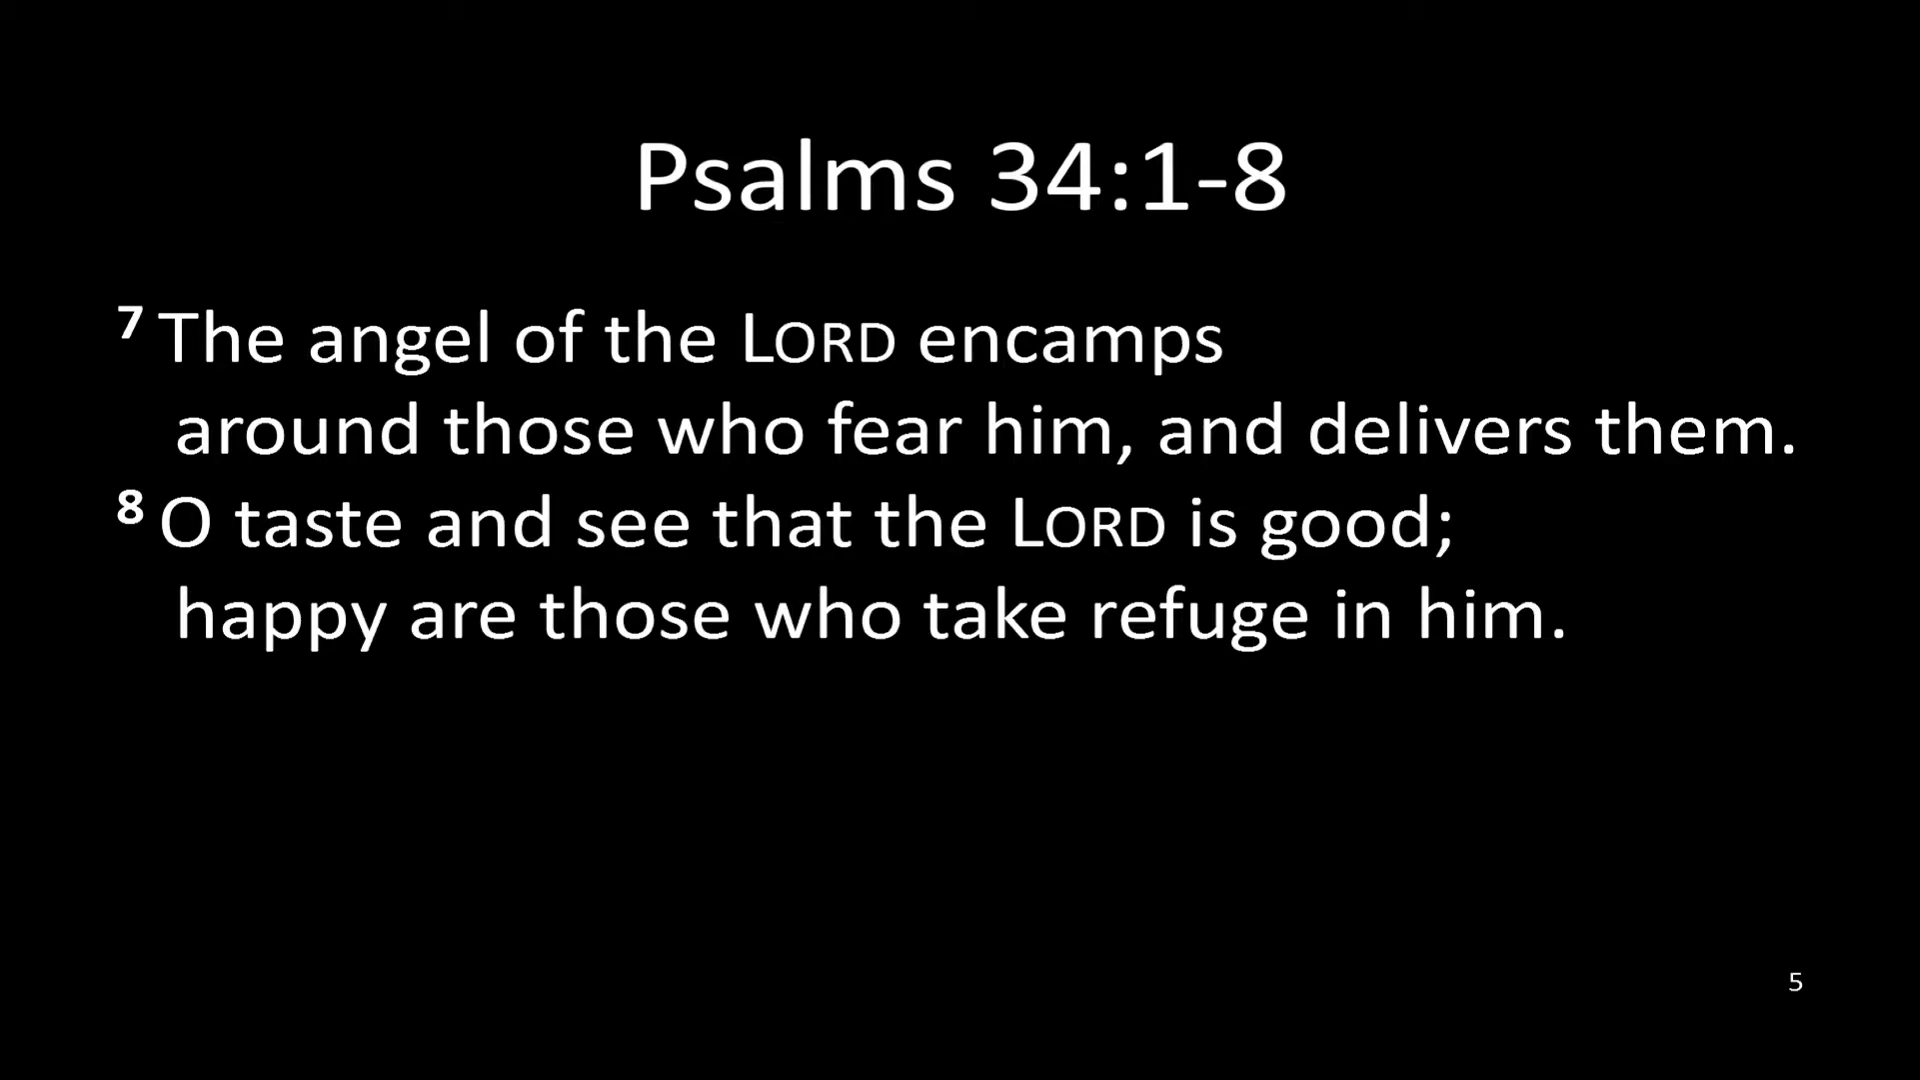 Psalms 34:1-8
7 The angel of the LORD encamps
around those who fear him, and delivers them.
8 O taste and see that the LORD is good;
happy are those who take refuge in him.
5